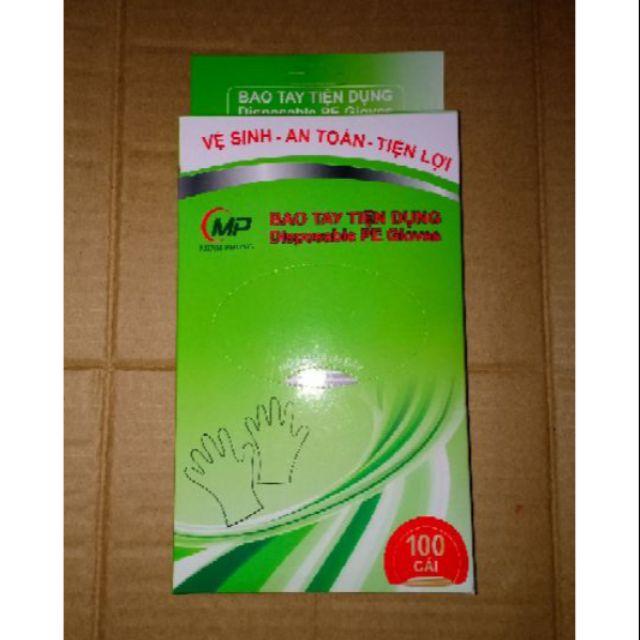 BAO TAY TIỆN DỤNG
Disposable PE Gloves
VỆ SINH - AN TOÀN - TIỆN LỢI
MP
BAO TAY TIỆN DỤNG
Disposable PE Gloves
100
CÁI